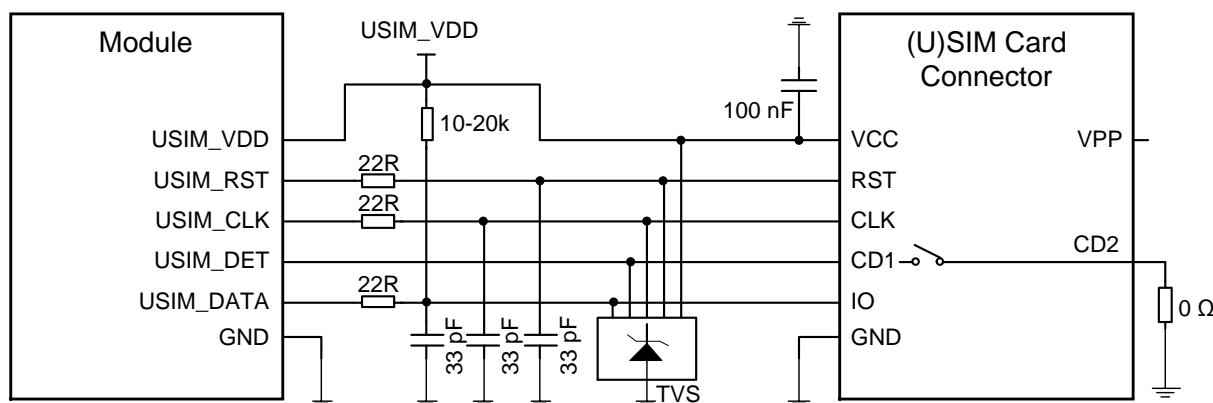 Module
USIM_VDD
(U)SIM Card
Connector
10-20k
100 nF
USIM_VDD
VCC
VPP
22R
USIM_RST
RST
22R
USIM_CLK
CLK
USIM_DET
CD1
CD2
22R
USIM_DATA
IO
0 Ω
GND
33 pF
33 pF
33 pF
GND
TVS